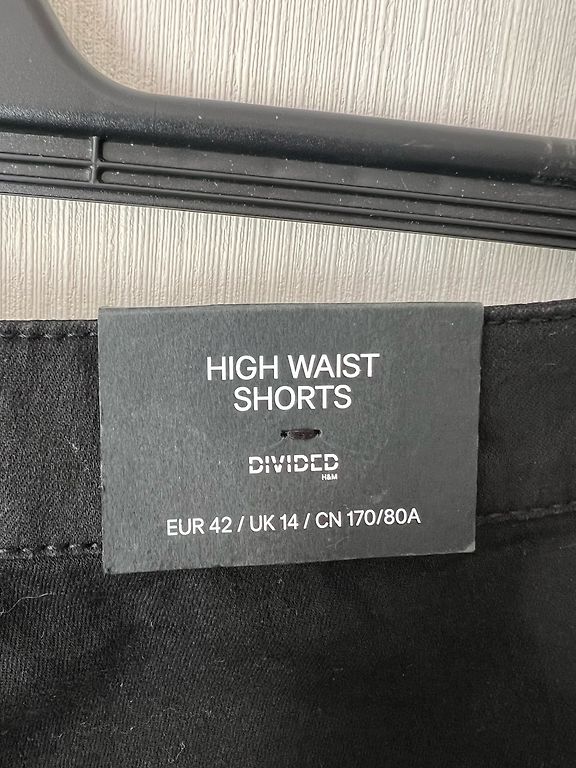 HIGH WAIST
SHORTS
DIVIDED
H&M
EUR 42 / UK 14 / CN 170/80A